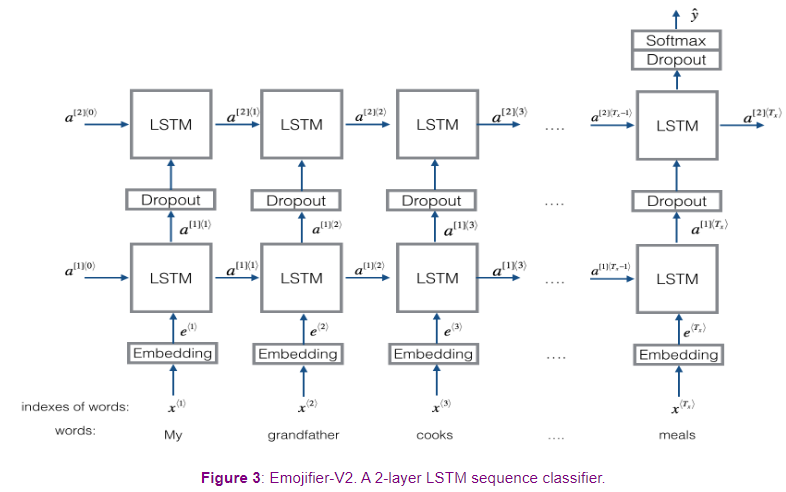 ŷ
Softmax
Dropout
a[2]⟨0⟩ LSTM a[2]⟨1⟩ LSTM a[2]⟨2⟩ LSTM a[2]⟨3⟩ .... a[2]⟨Tx−1⟩ LSTM a[2]⟨Tx⟩
Dropout Dropout Dropout .... Dropout
a[1]⟨1⟩ a[1]⟨2⟩ a[1]⟨3⟩ a[1]⟨Tx⟩
a[1]⟨0⟩ LSTM a[1]⟨1⟩ LSTM a[1]⟨2⟩ LSTM a[1]⟨3⟩ .... a[1]⟨Tx−1⟩ LSTM
e⟨1⟩ e⟨2⟩ e⟨3⟩ e⟨Tx⟩
Embedding Embedding Embedding .... Embedding
indexes of words: x⟨1⟩ x⟨2⟩ x⟨3⟩ x⟨Tx⟩
words: My grandfather cooks .... meals
Figure 3: Emojifier-V2. A 2-layer LSTM sequence classifier.